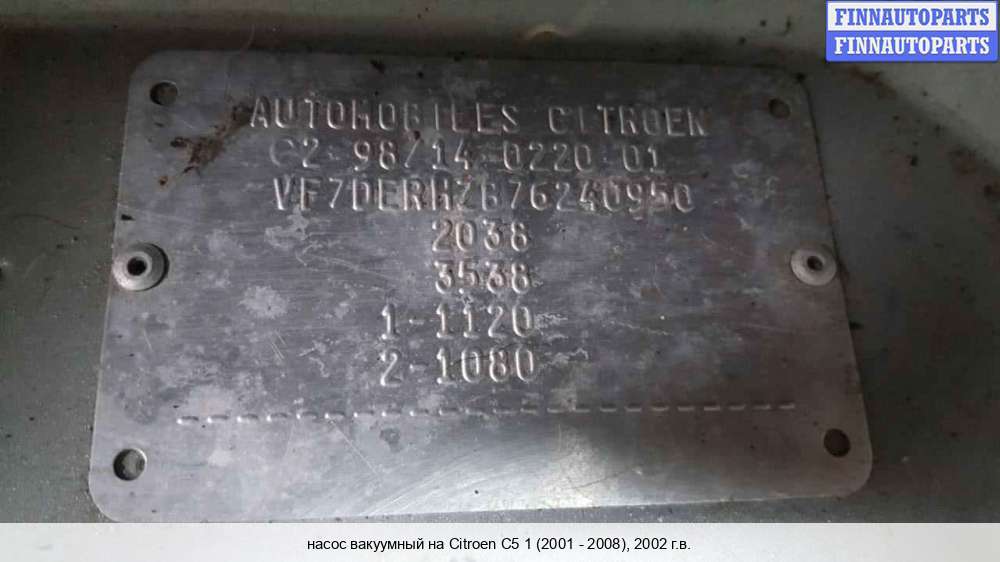 FINNAUTOPARTS
FINNAUTOPARTS
AUTOMOBILES CITROEN
C2*98/14*0220*01
VF7DERHZB76240950
2038
3538
1-1120
2-1080
насос вакуумный на Citroen C5 1 (2001 - 2008), 2002 г.в.